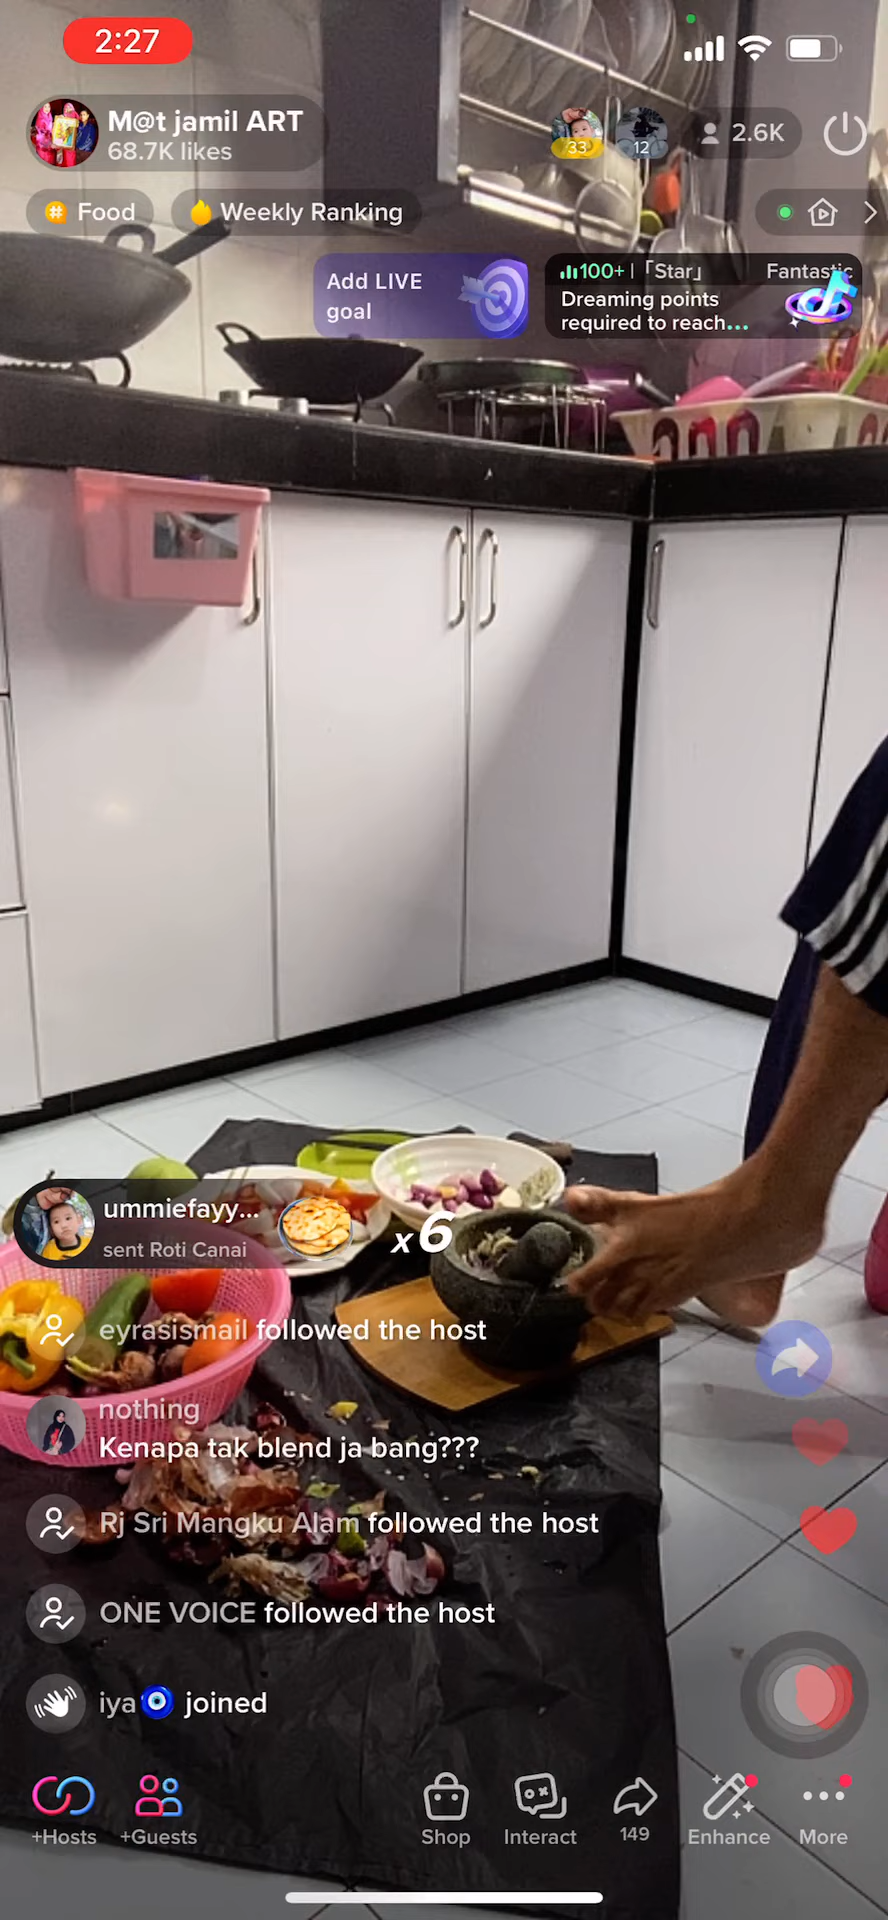 2:27
M@t jamil ART
68.7K likes
33
12
2.6K
Food
Weekly Ranking
Add LIVE
goal
100+ | 「Star」 Fantastic
Dreaming points
required to reach...
ummiefayy...
sent Roti Canai
x6
eyrasismail followed the host
nothing
Kenapa tak blend ja bang???
Rj Sri Mangku Alam followed the host
ONE VOICE followed the host
iya🧿 joined
+Hosts
+Guests
Shop
Interact
149
Enhance
More